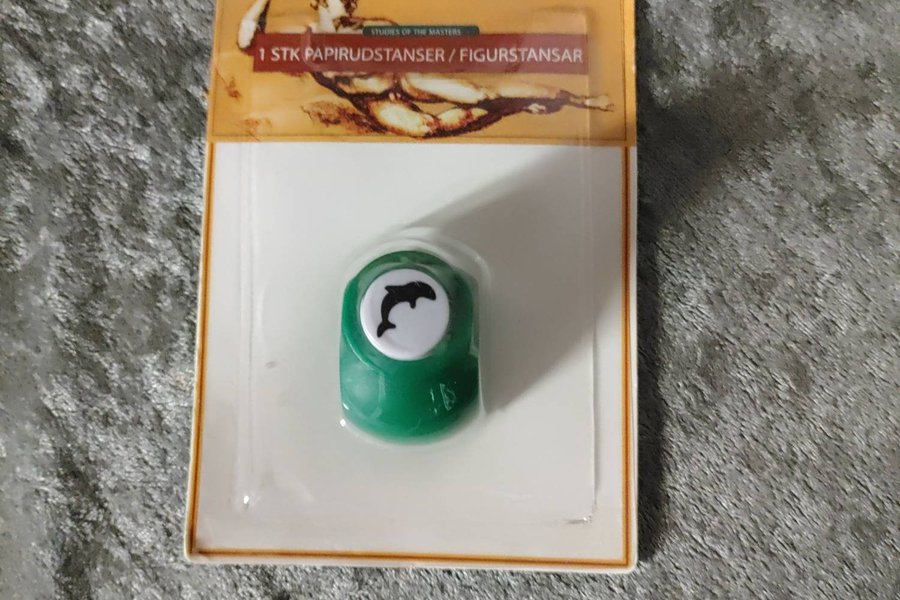 STUDIES OF THE MASTERS
1 STK PAPIRUDSTANSER / FIGURSTANSAR